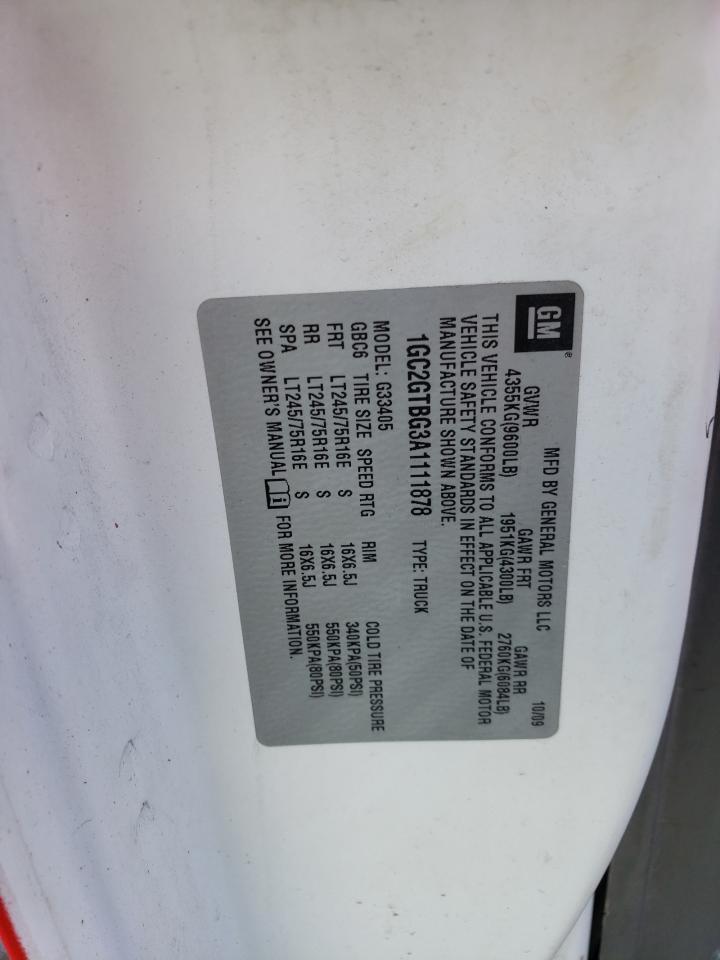 GM®
MFD BY GENERAL MOTORS LLC 10/09
GVWR GAWR FRT GAWR RR
4355KG(9600LB) 1951KG(4300LB) 2760KG(6084LB)
THIS VEHICLE CONFORMS TO ALL APPLICABLE U.S. FEDERAL MOTOR
VEHICLE SAFETY STANDARDS IN EFFECT ON THE DATE OF
MANUFACTURE SHOWN ABOVE.
1GC2GTBG3A1111878 TYPE: TRUCK
MODEL: G33405
GBC6 TIRE SIZE SPEED RTG RIM COLD TIRE PRESSURE
FRT LT245/75R16E S 16X6.5J 340KPA(50PSI)
RR LT245/75R16E S 16X6.5J 550KPA(80PSI)
SPA LT245/75R16E S 16X6.5J 550KPA(80PSI)
SEE OWNER'S MANUAL i FOR MORE INFORMATION.